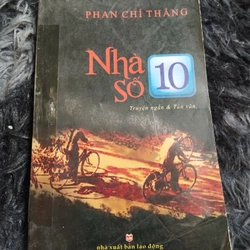 PHAN CHÍ THẮNG
Nhà
số 10
Truyện ngắn & Tản văn
nhà xuất bản lao động